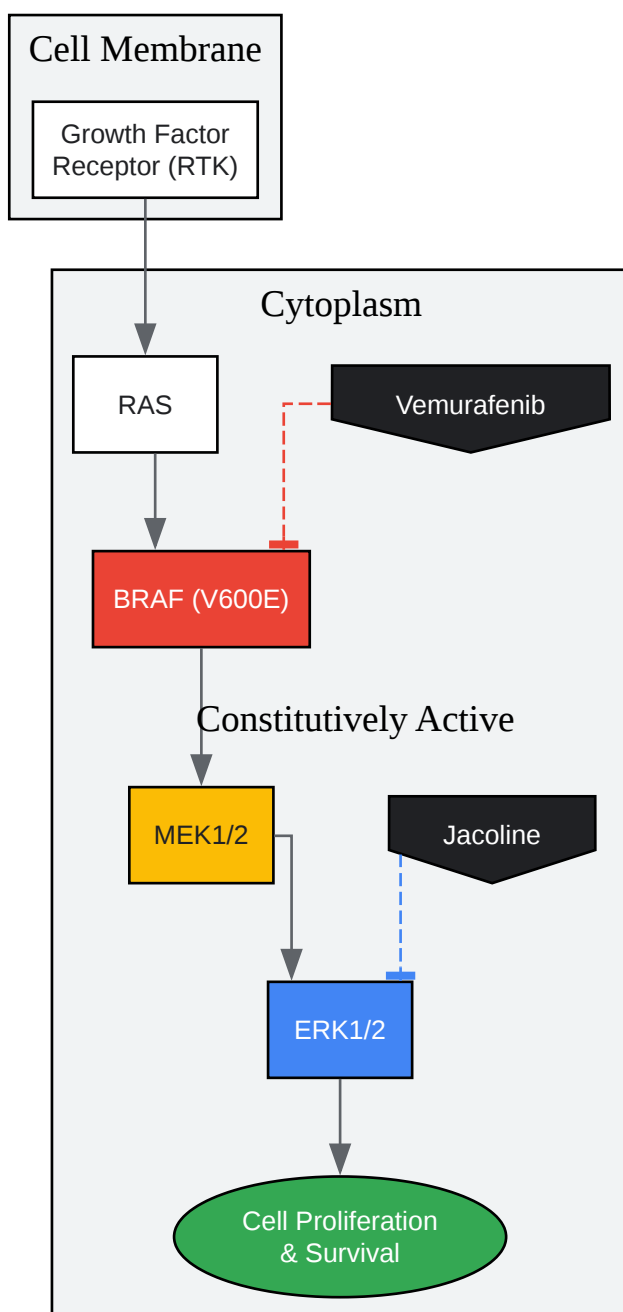 Cell Membrane
Growth Factor
Receptor (RTK)
Cytoplasm
RAS
Vemurafenib
BRAF (V600E)
Constitutively Active
MEK1/2
Jacoline
ERK1/2
Cell Proliferation
& Survival